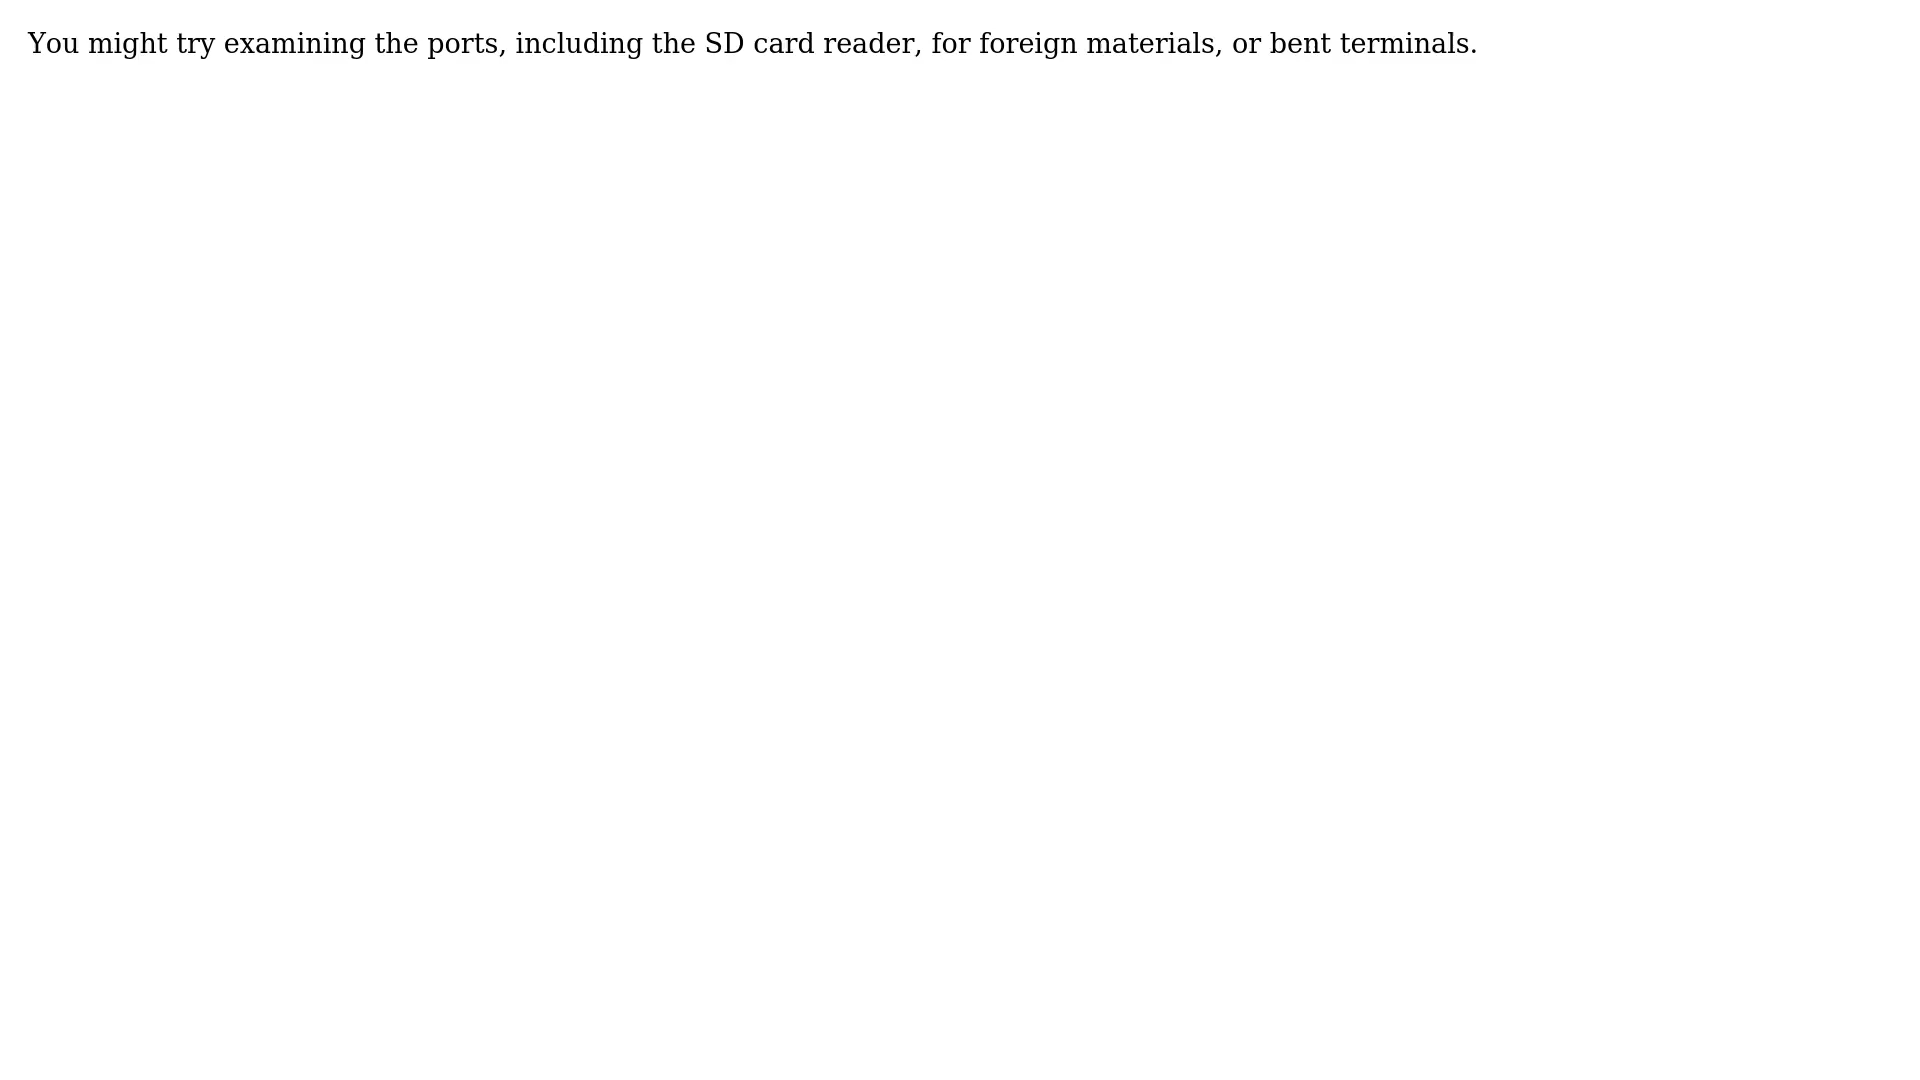 You might try examining the ports, including the SD card reader, for foreign materials, or bent terminals.